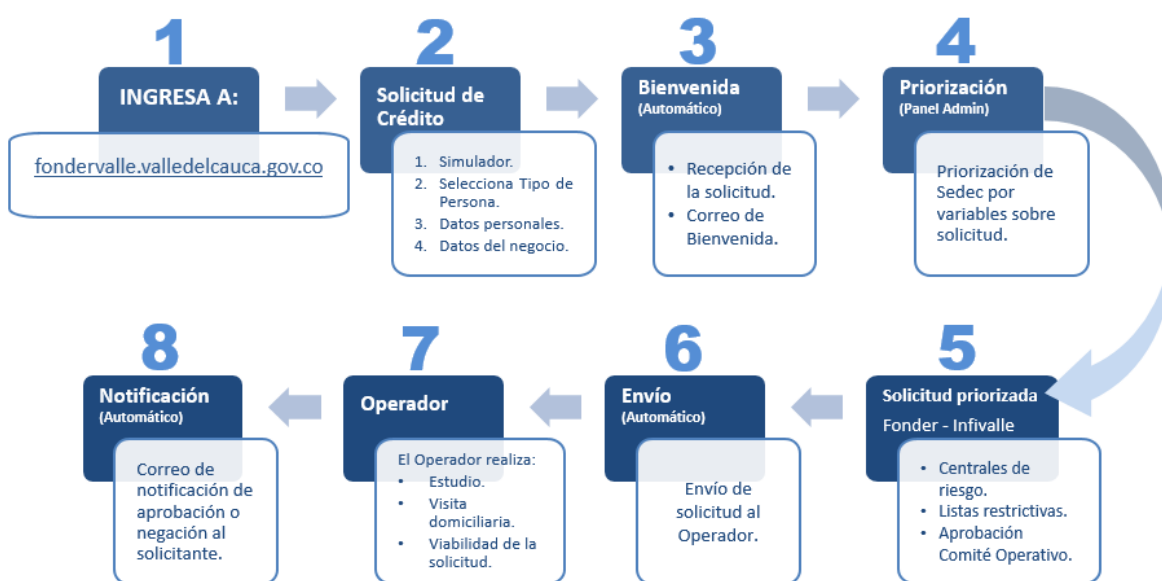 1
INGRESA A:
fondervalle.valledelcauca.gov.co
2
Solicitud de
Crédito
1. Simulador.
2. Selecciona Tipo de
Persona.
3. Datos personales.
4. Datos del negocio.
3
Bienvenida
(Automático)
• Recepción de
la solicitud.
• Correo de
Bienvenida.
4
Priorización
(Panel Admin)
Priorización de
Sedec por
variables sobre
solicitud.
5
Solicitud priorizada
Fonder - Infivalle
• Centrales de
riesgo.
• Listas restrictivas.
• Aprobación
Comité Operativo.
6
Envío
(Automático)
Envío de
solicitud al
Operador.
7
Operador
El Operador realiza:
• Estudio.
• Visita
domiciliaria.
• Viabilidad de la
solicitud.
8
Notificación
(Automático)
Correo de
notificación de
aprobación o
negación al
solicitante.